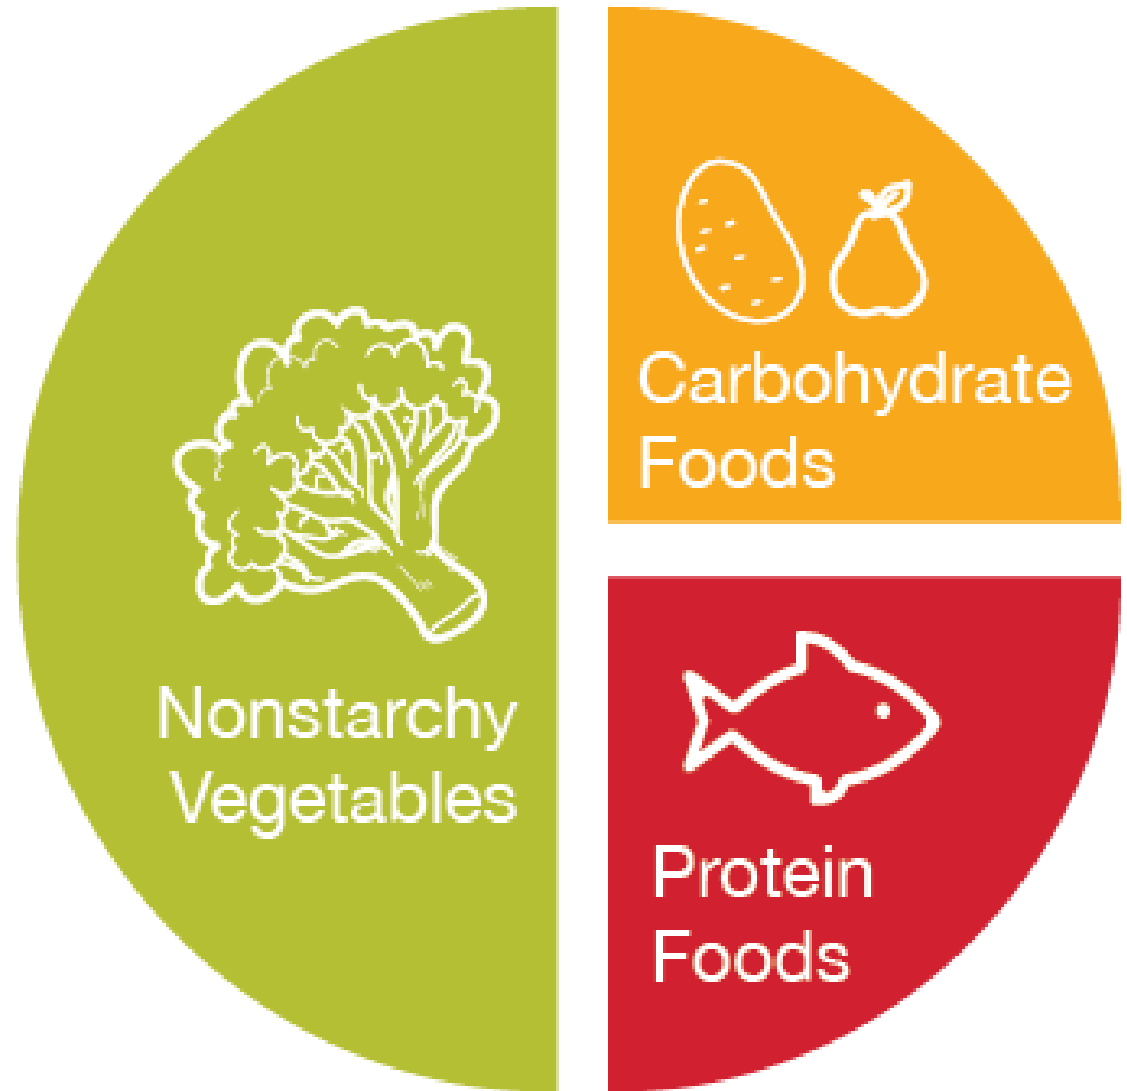 Nonstarchy
Vegetables
Carbohydrate
Foods
Protein
Foods